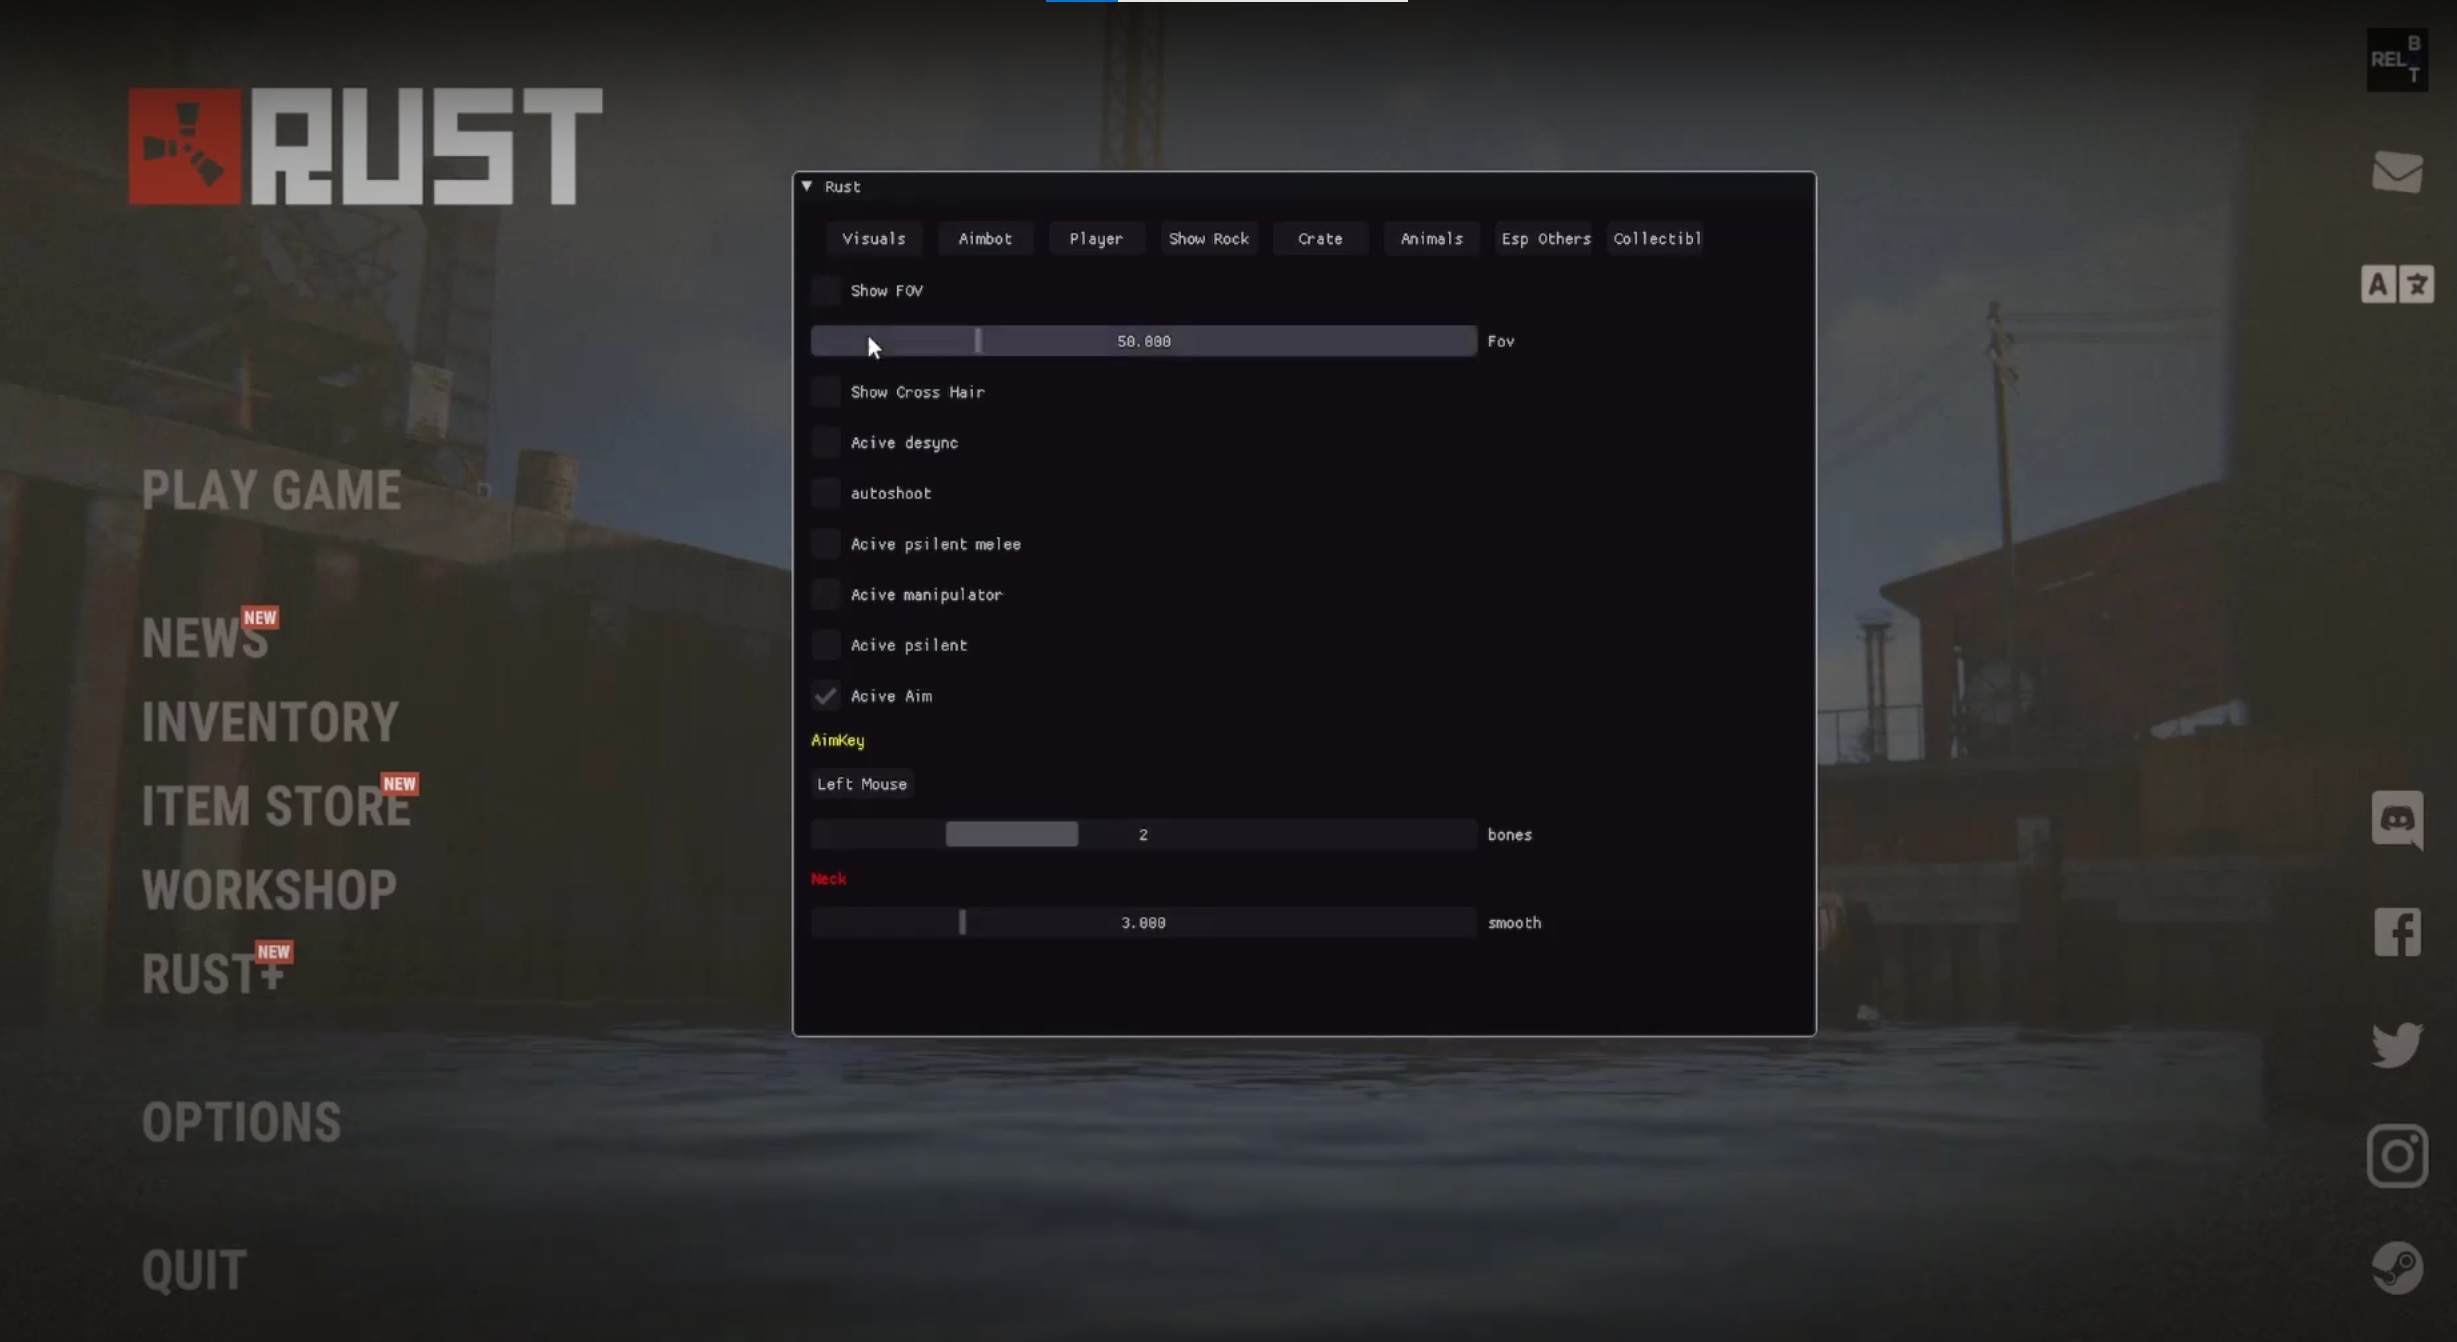 RUST
PLAY GAME
NEWS
NEW
INVENTORY
ITEM STORE
NEW
WORKSHOP
RUST+
NEW
OPTIONS
QUIT
Rust
Visuals Aimbot Player Show Rock Crate Animals Esp Others Collectibl
Show FOV
50.000 Fov
Show Cross Hair
Acive desync
autoshoot
Acive psilent melee
Acive manipulator
Acive psilent
Acive Aim
AimKey
Left Mouse
2 bones
Neck
3.000 smooth
B
REL
T
A 文